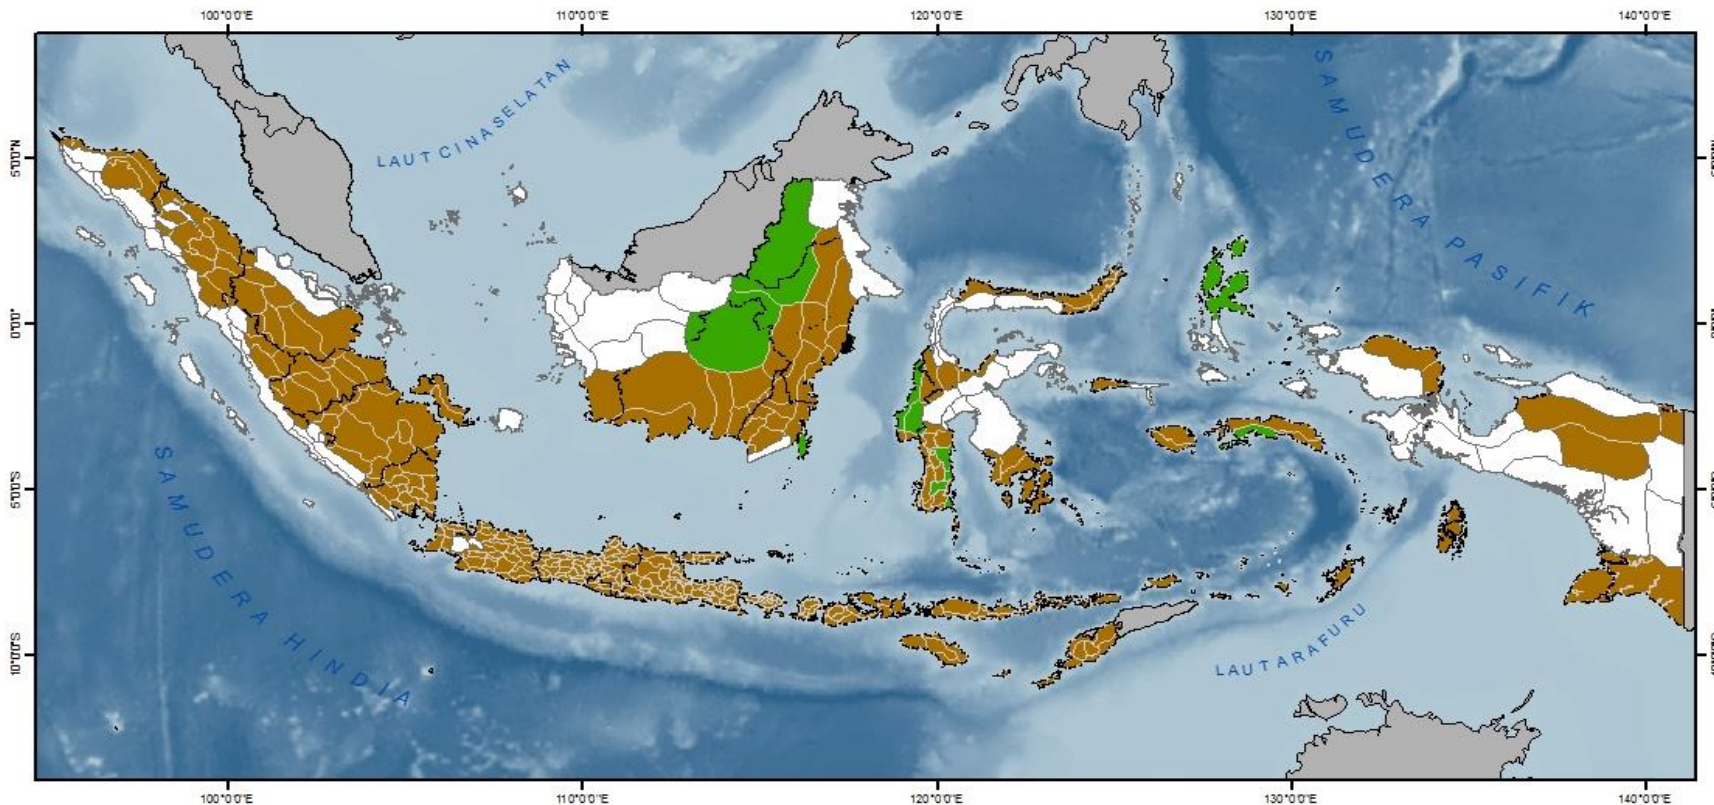 100°0'0"E 110°0'0"E 120°0'0"E 130°0'0"E 140°0'0"E
LAUT CINA SELATAN
SAMUDERA PASIFIK
5°0'0"N
0°0'0"
5°0'0"S
10°0'0"S
SAMUDERA HINDIA
LAUT ARAFURU
100°0'0"E 110°0'0"E 120°0'0"E 130°0'0"E 140°0'0"E